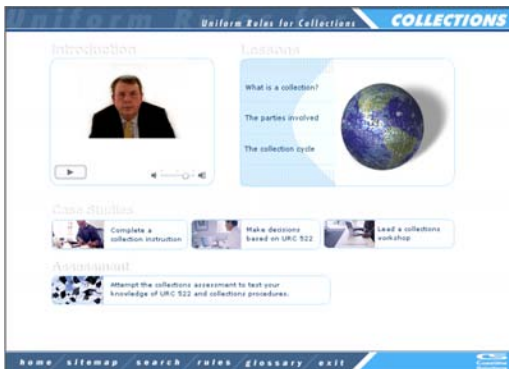 Uniform Rules for Collections
COLLECTIONS
Introduction
Lessons
What is a collection?
The parties involved
The collection cycle
Case Studies
Complete a
collection instruction
Make decisions
based on URC 522
Lead a collections
workshop
Assessment
Attempt the collections assessment to test your
knowledge of URC 522 and collections procedures.
home / sitemap / search / rules / glossary / exit